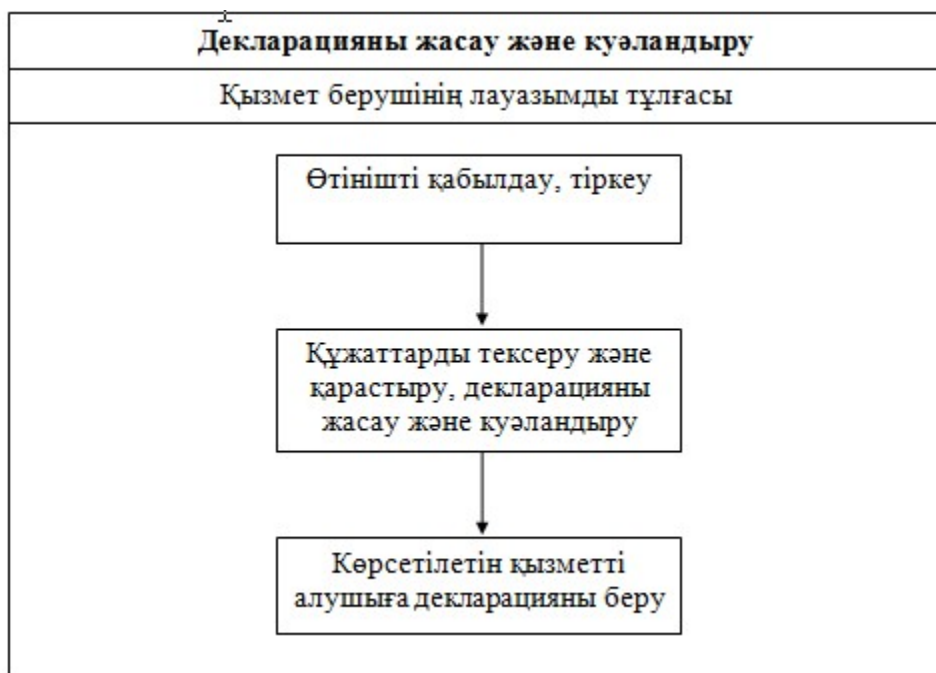 Декларацияны жасау және куәландыру
Қызмет берушінің лауазымды тұлғасы
Өтінішті қабылдау, тіркеу
Құжаттарды тексеру және
қарастыру, декларацияны
жасау және куәландыру
Көрсетілетін қызметті
алушыға декларацияны беру